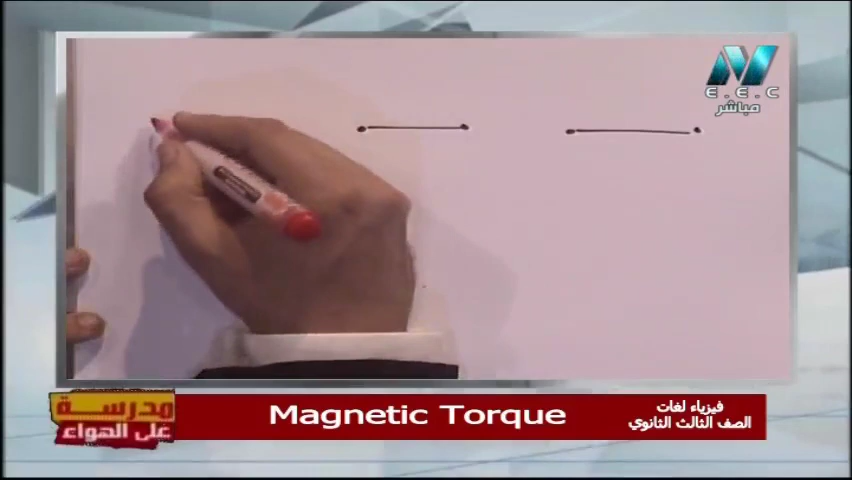 E.E.C
مباشر
مدرسة
على الهواء
Magnetic Torque
فيزياء لغات
الصف الثالث الثانوي